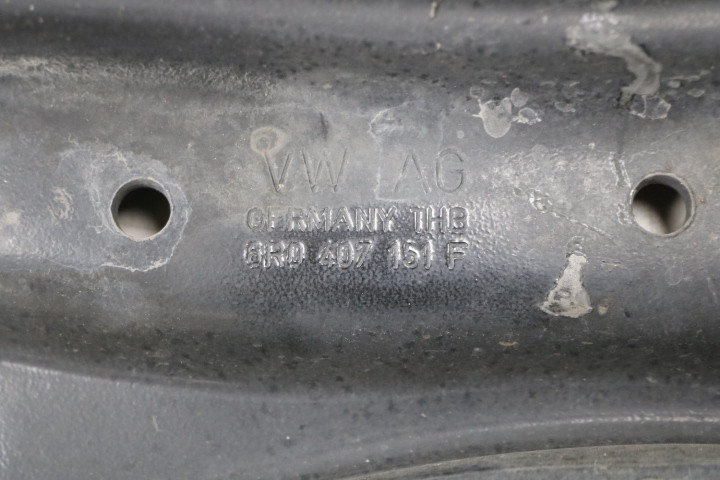 VW AG
GERMANY THB
6R0 407 151 F